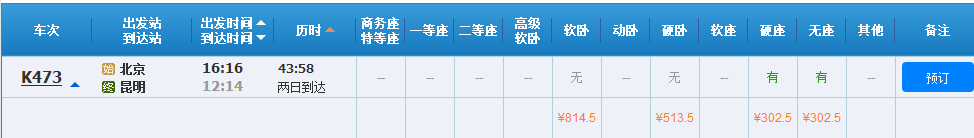 车次 出发站 到达站 出发时间 到达时间 历时 商务座 特等座 一等座 二等座 高级 软卧 软卧 动卧 硬卧 软座 硬座 无座 其他 备注
K473 始 北京 16:16 43:58 -- -- -- -- 无 -- 无 -- 有 有 -- 预订
终 昆明 12:14 两日到达
¥814.5 ¥513.5 ¥302.5 ¥302.5